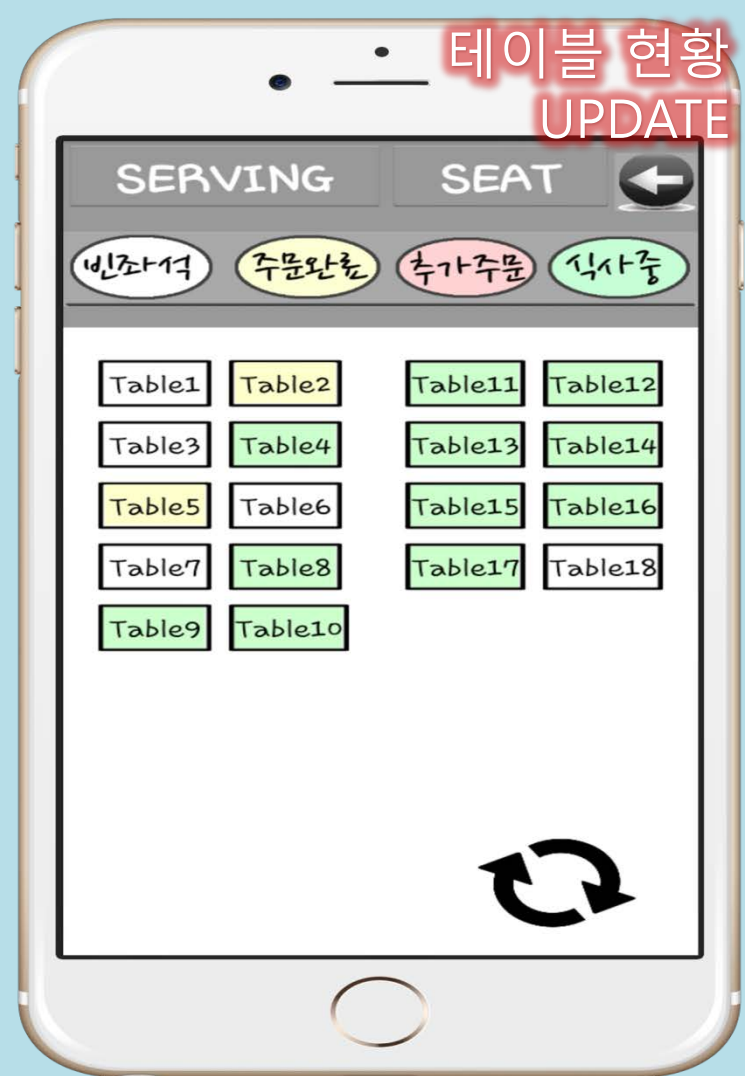 테이블 현황
UPDATE
SERVING SEAT
빈좌석 주문완료 추가주문 식사중
Table1 Table2 Table11 Table12
Table3 Table4 Table13 Table14
Table5 Table6 Table15 Table16
Table7 Table8 Table17 Table18
Table9 Table10